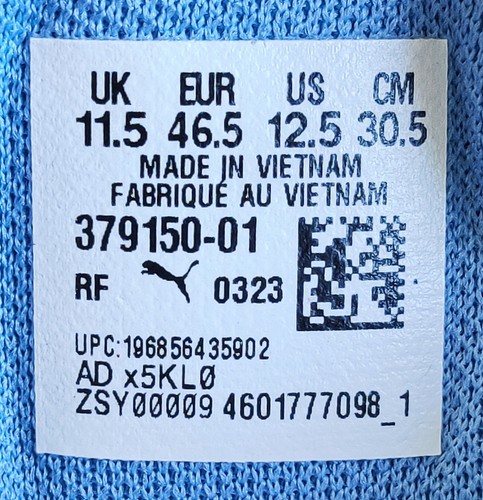 UK EUR US CM
11.5 46.5 12.5 30.5
MADE IN VIETNAM
FABRIQUÉ AU VIETNAM
379150-01
RF 0323
UPC:196856435902
AD x5KLØ
ZSY00009 4601777098_1